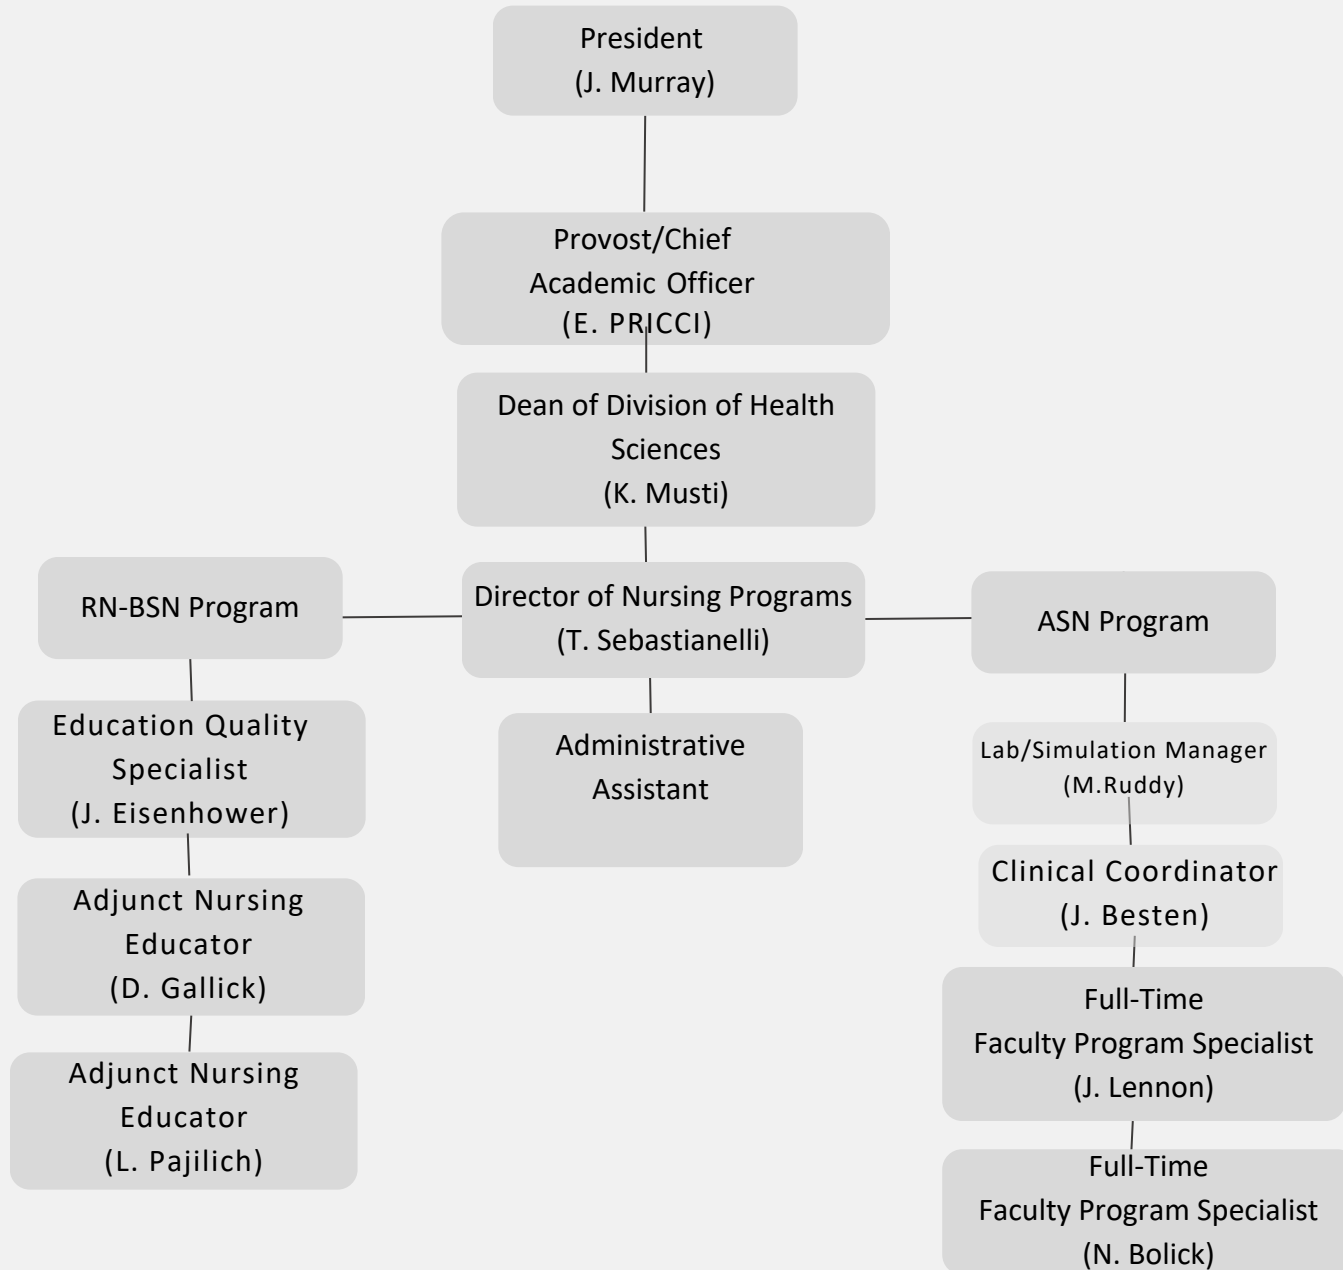 President
(J. Murray)
Provost/Chief
Academic Officer
(E. PRICCI)
Dean of Division of Health
Sciences
(K. Musti)
RN-BSN Program
Director of Nursing Programs
(T. Sebastianelli)
ASN Program
Education Quality
Specialist
(J. Eisenhower)
Adjunct Nursing
Educator
(D. Gallick)
Adjunct Nursing
Educator
(L. Pajilich)
Administrative
Assistant
Lab/Simulation Manager
(M.Ruddy)
Clinical Coordinator
(J. Besten)
Full-Time
Faculty Program Specialist
(J. Lennon)
Full-Time
Faculty Program Specialist
(N. Bolick)